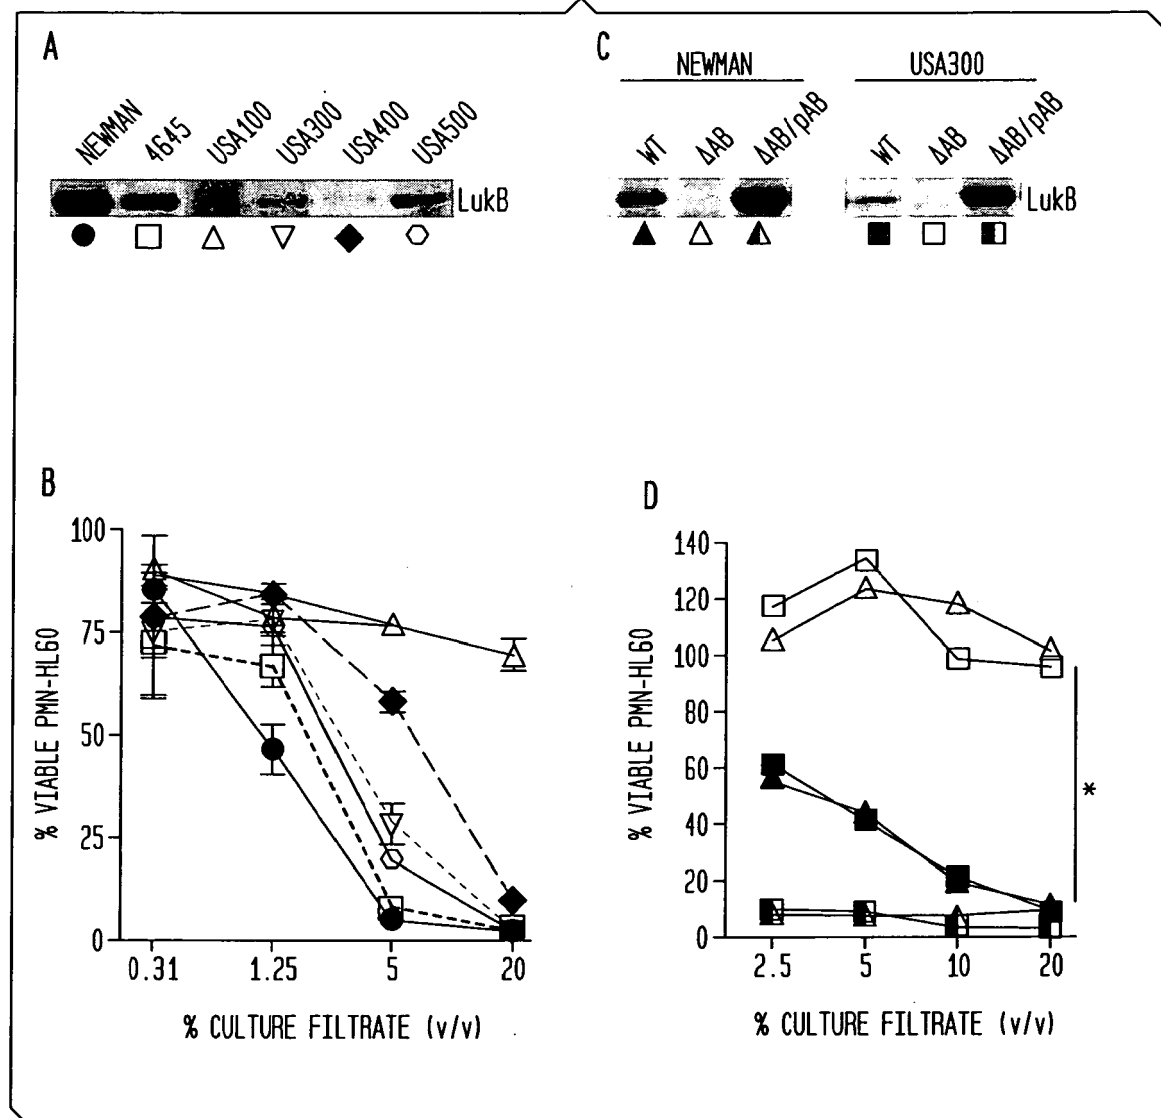 A
NEWMAN 4645 USA100 USA300 USA400 USA500
LukB
C
NEWMAN USA300
WT ΔAB ΔAB/pAB WT ΔAB ΔAB/pAB
LukB
B
% VIABLE PMN-HL60
100
75
50
25
0
0.31 1.25 5 20
% CULTURE FILTRATE (v/v)
D
% VIABLE PMN-HL60
140
120
100
80
60
40
20
0
2.5 5 10 20
% CULTURE FILTRATE (v/v)
*